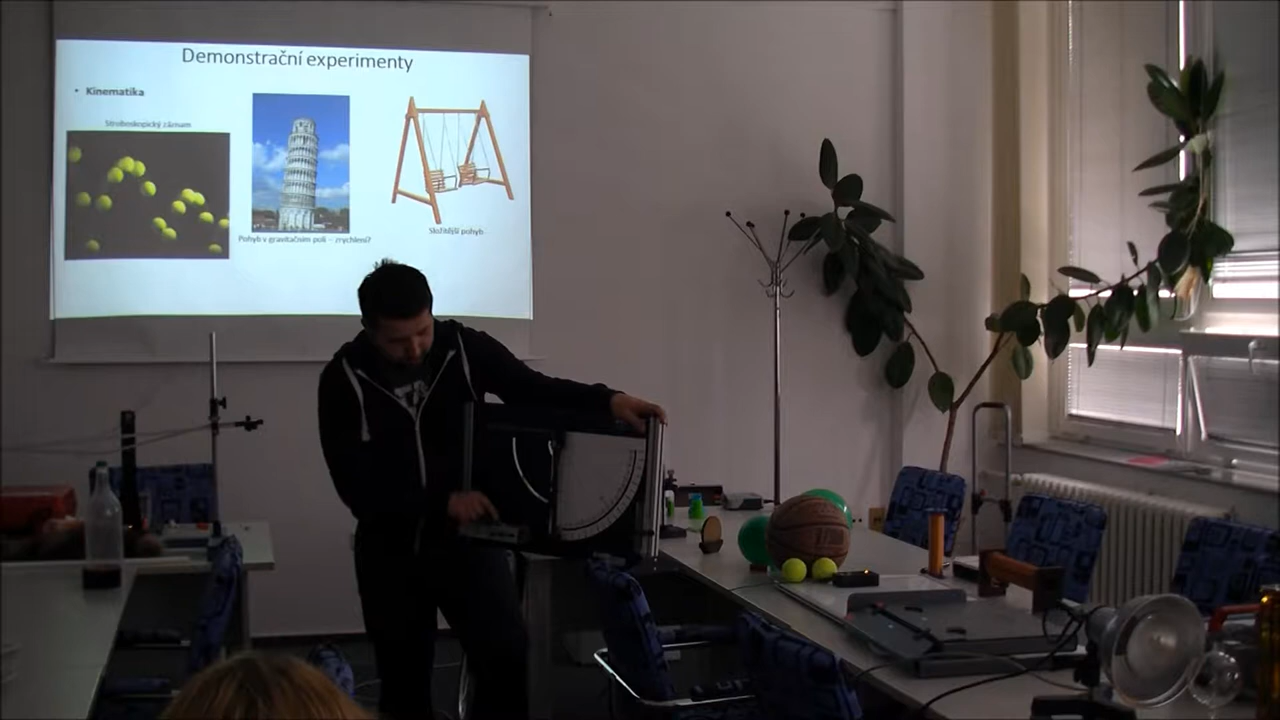 Demonstrační experimenty
• Kinematika
Stroboskopický záznam
Pohyb v gravitačním poli – zrychlení?
Složitější pohyb